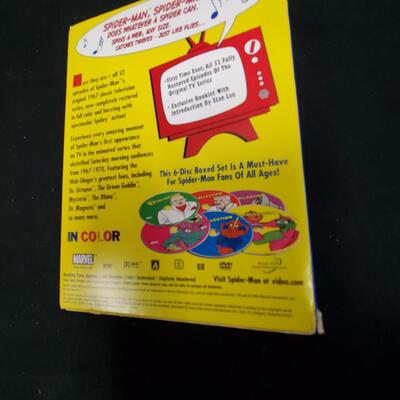 SPIDER-MAN, SPIDER-M
DOES WHATEVER A SPIDER CAN.
SPINS A WEB, ANY SIZE,
CATCHES THIEVES - JUST LIKE FLIES...
are they are – all 52
episodes of Spider-Man's
original 1967 classic television
series, now completely restored
in full color and bursting with
spectacular Spidey action!
Experience every amazing moment
of Spider-Man's first appearance
on TV in the animated series that
electrified Saturday morning audiences
from 1967-1970. Featuring the
Web-Slinger's greatest foes, including
Dr. Octopus, The Green Goblin,
Mysterio, The Rhino,
Dr. Magneto and
so many more.
IN COLOR
• First Time Ever, All 52 Fully
Restored Episodes Of The
Original TV Series
• Exclusive Booklet With
Introduction By Stan Lee
This 6-Disc Boxed Set Is A Must-Have
For Spider-Man Fans Of All Ages!
MARVEL
DVD
Visit Spider-Man at video.com